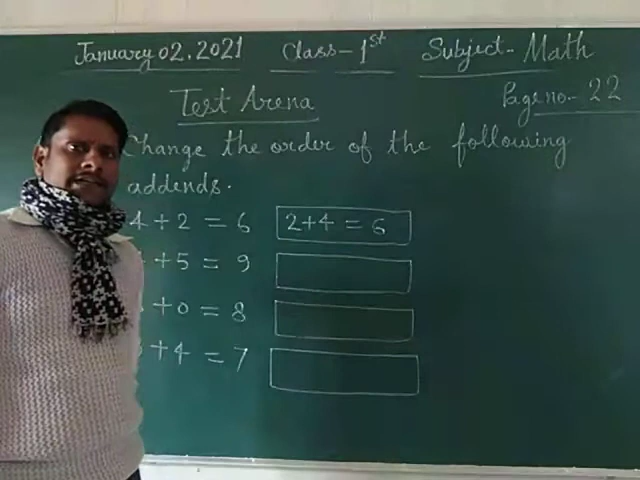 January 02, 2021 Class- 1st Subject- Math
Test Arena Page no- 22
Change the order of the following
addends.
4+2 = 6 2+4 = 6
+5 = 9
+0 = 8
+4 = 7